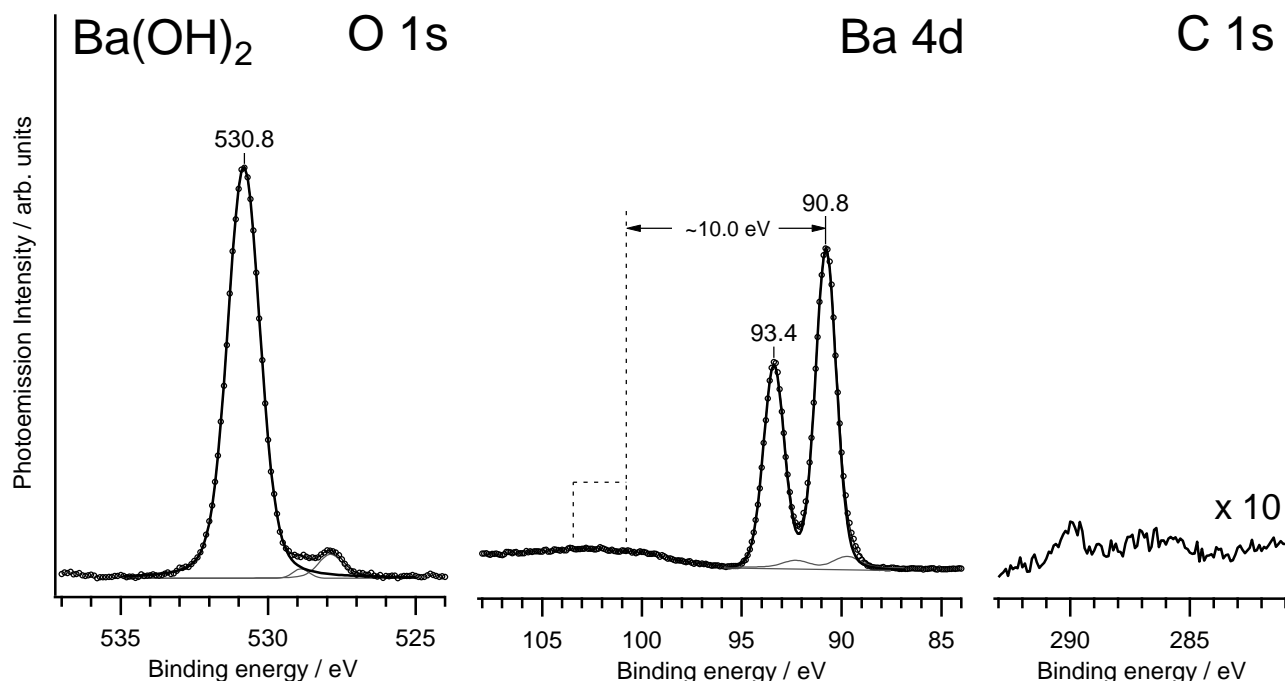 Ba(OH)2
O 1s
Ba 4d
C 1s
Photoemission Intensity / arb. units
530.8
90.8
~10.0 eV
93.4
x 10
535
530
525
105
100
95
90
85
290
285
Binding energy / eV
Binding energy / eV
Binding energy / eV